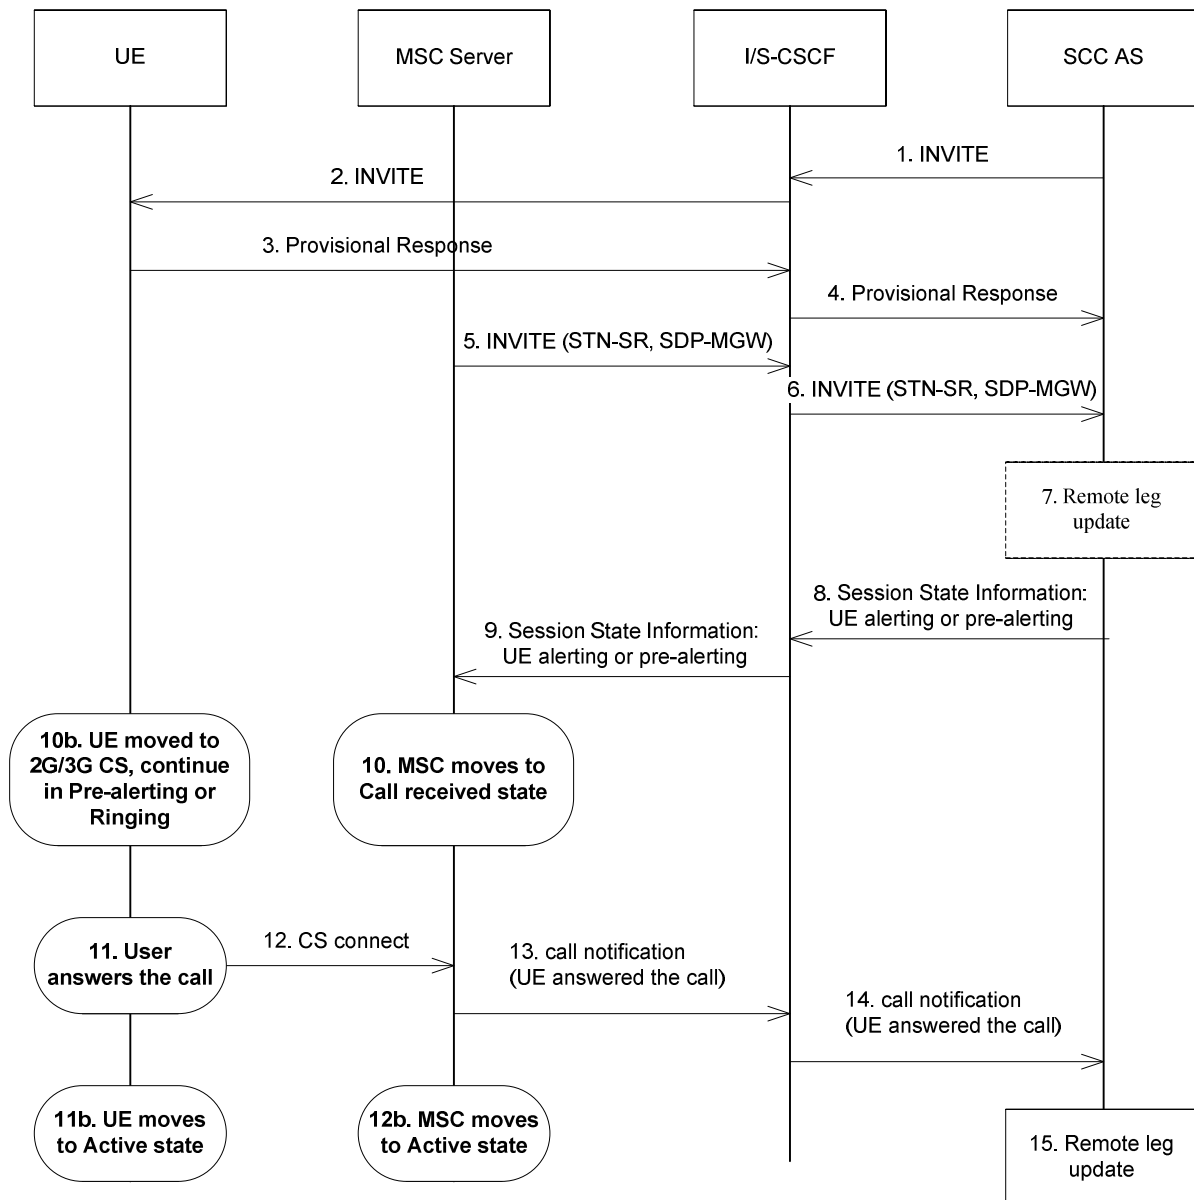 UE
MSC Server
I/S-CSCF
SCC AS
1. INVITE
2. INVITE
3. Provisional Response
4. Provisional Response
5. INVITE (STN-SR, SDP-MGW)
6. INVITE (STN-SR, SDP-MGW)
7. Remote leg
update
8. Session State Information:
UE alerting or pre-alerting
9. Session State Information:
UE alerting or pre-alerting
10b. UE moved to
2G/3G CS, continue
in Pre-alerting or
Ringing
10. MSC moves to
Call received state
11. User
answers the call
12. CS connect
13. call notification
(UE answered the call)
14. call notification
(UE answered the call)
11b. UE moves
to Active state
12b. MSC moves
to Active state
15. Remote leg
update